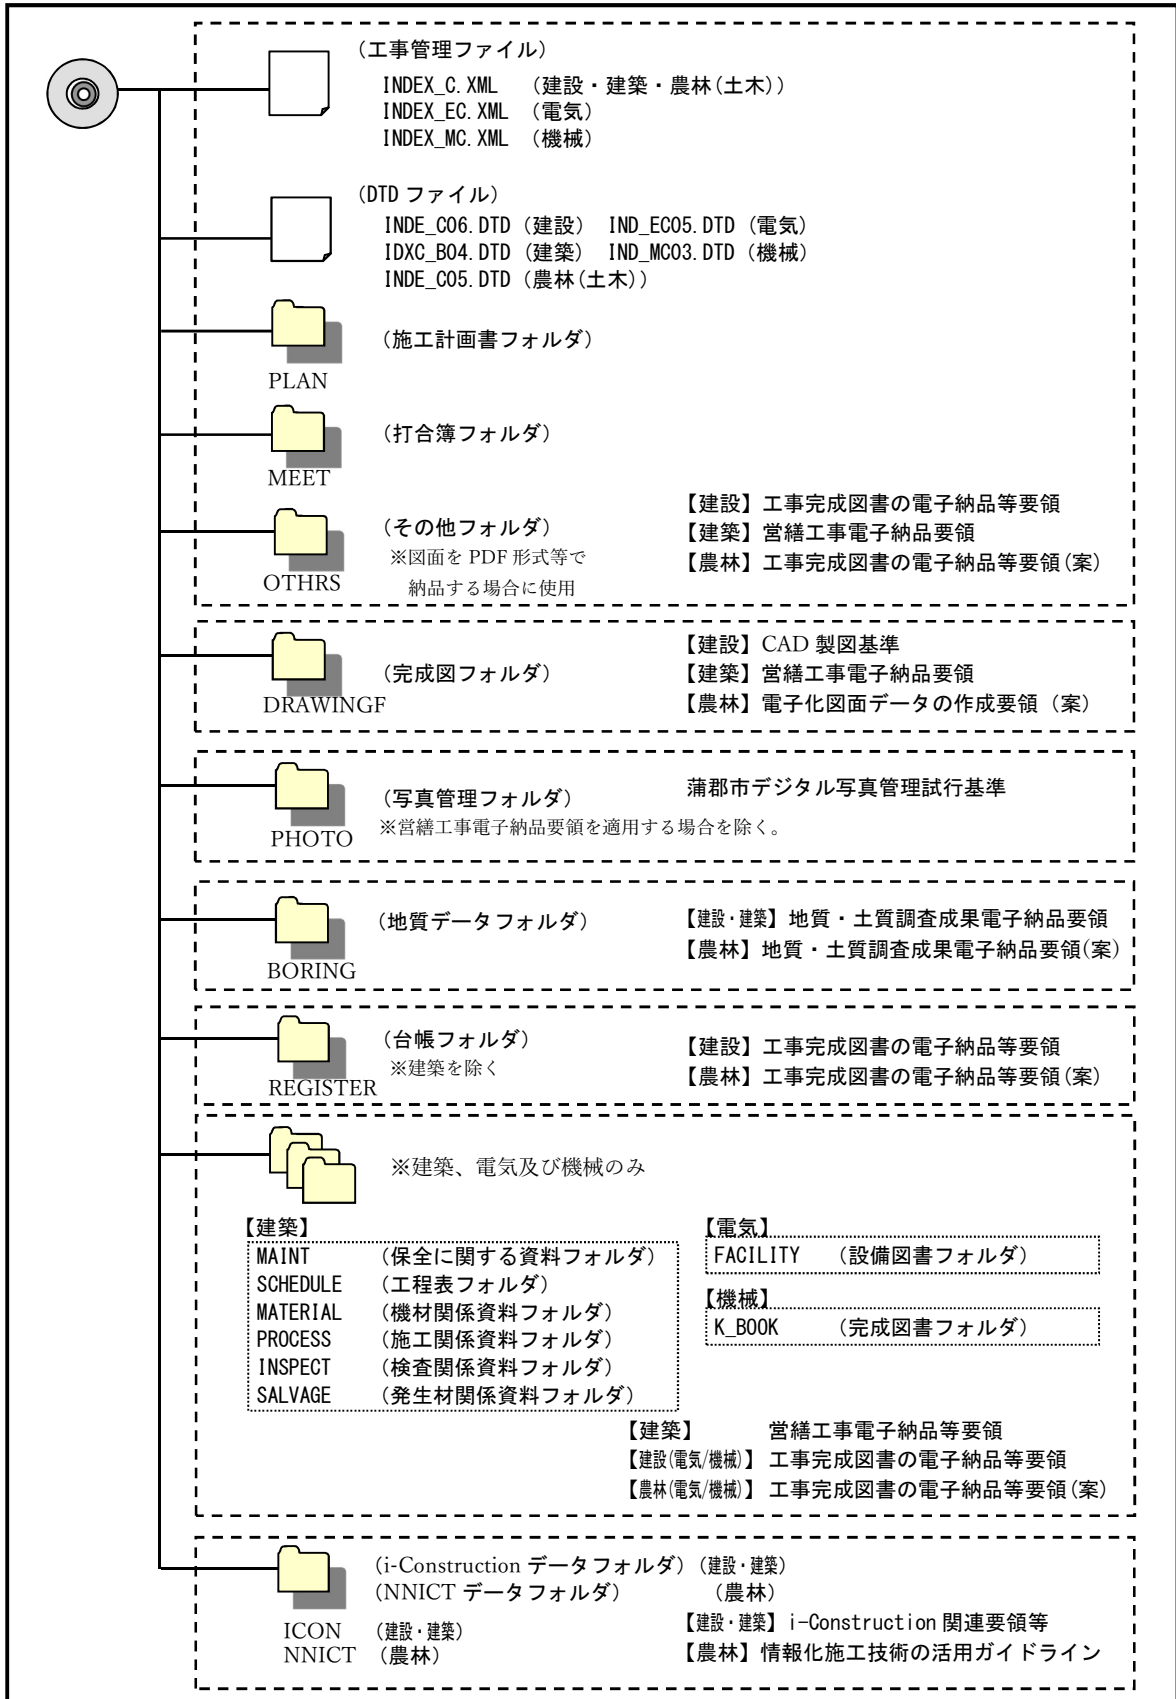 （工事管理ファイル）
INDEX_C.XML （建設・建築・農林(土木)）
INDEX_EC.XML （電気）
INDEX_MC.XML （機械）
（DTD ファイル）
INDE_C06.DTD（建設） IND_EC05.DTD（電気）
IDXC_B04.DTD（建築） IND_MC03.DTD（機械）
INDE_C05.DTD（農林(土木)）
（施工計画書フォルダ）
PLAN
（打合簿フォルダ）
MEET
【建設】工事完成図書の電子納品等要領
（その他フォルダ）
【建築】営繕工事電子納品要領
※図面を PDF 形式等で
【農林】工事完成図書の電子納品等要領(案)
納品する場合に使用
OTHRS
【建設】CAD 製図基準
（完成図フォルダ）
【建築】営繕工事電子納品要領
【農林】電子化図面データの作成要領（案）
DRAWINGF
（写真管理フォルダ）
蒲郡市デジタル写真管理試行基準
※営繕工事電子納品要領を適用する場合を除く。
PHOTO
（地質データフォルダ）
【建設・建築】地質・土質調査成果電子納品要領
【農林】地質・土質調査成果電子納品要領(案)
BORING
（台帳フォルダ）
【建設】工事完成図書の電子納品等要領
※建築を除く
【農林】工事完成図書の電子納品等要領(案)
REGISTER
※建築、電気及び機械のみ
【建築】
MAINT （保全に関する資料フォルダ）
SCHEDULE （工程表フォルダ）
MATERIAL （機材関係資料フォルダ）
PROCESS （施工関係資料フォルダ）
INSPECT （検査関係資料フォルダ）
SALVAGE （発生材関係資料フォルダ）
【電気】
FACILITY （設備図書フォルダ）
【機械】
K_BOOK （完成図書フォルダ）
【建築】 営繕工事電子納品等要領
【建設(電気/機械)】 工事完成図書の電子納品等要領
【農林(電気/機械)】 工事完成図書の電子納品等要領(案)
（i-Construction データフォルダ）（建設・建築）
（NNICT データフォルダ） （農林）
ICON （建設・建築）
NNICT （農林）
【建設・建築】i-Construction 関連要領等
【農林】情報化施工技術の活用ガイドライン